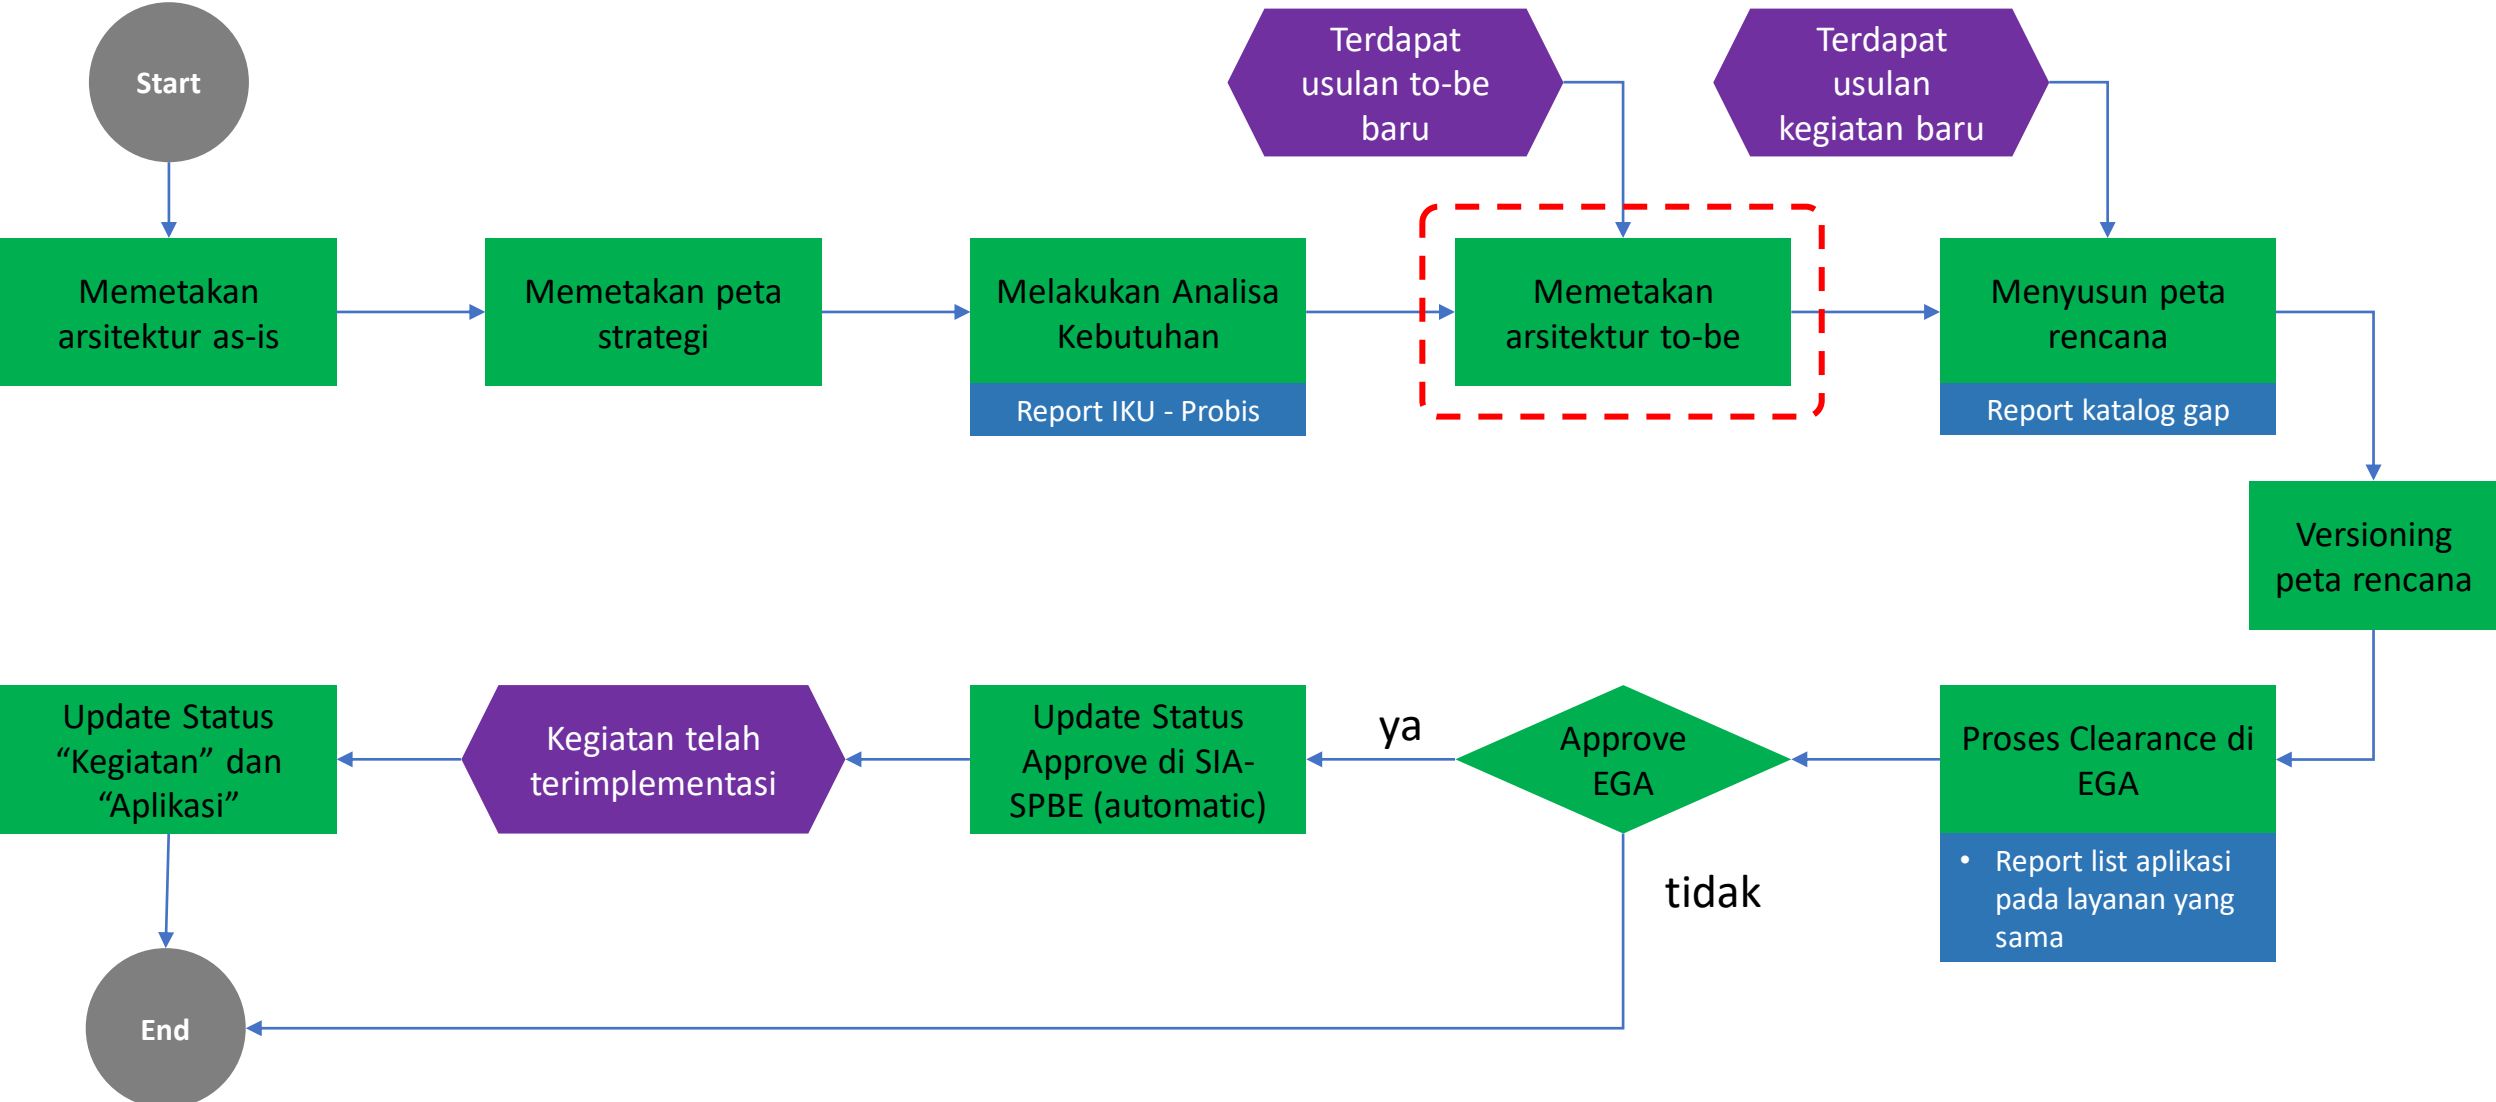 Start
Terdapat
usulan to-be
baru
Terdapat
usulan
kegiatan baru
Memetakan
arsitektur as-is
Memetakan peta
strategi
Melakukan Analisa
Kebutuhan
Report IKU - Probis
Memetakan
arsitektur to-be
Menyusun peta
rencana
Report katalog gap
Versioning
peta rencana
Proses Clearance di
EGA
• Report list aplikasi
pada layanan yang
sama
Approve
EGA
ya
tidak
Update Status
Approve di SIA-
SPBE (automatic)
Kegiatan telah
terimplementasi
Update Status
“Kegiatan” dan
“Aplikasi”
End